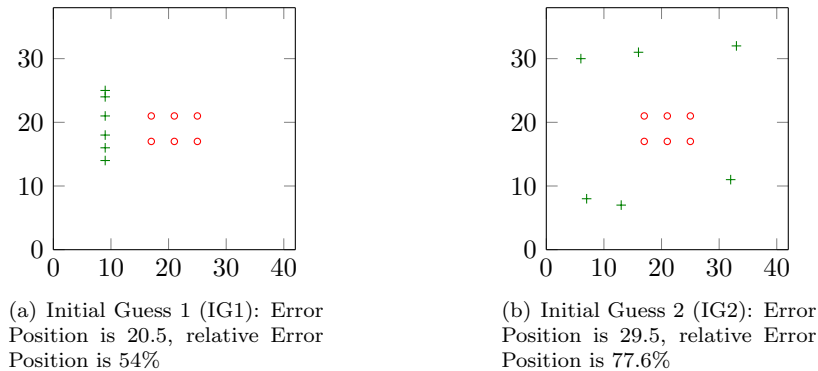 30
20
10
0
0 10 20 30 40
(a) Initial Guess 1 (IG1): Error
Position is 20.5, relative Error
Position is 54%
30
20
10
0
0 10 20 30 40
(b) Initial Guess 2 (IG2): Error
Position is 29.5, relative Error
Position is 77.6%